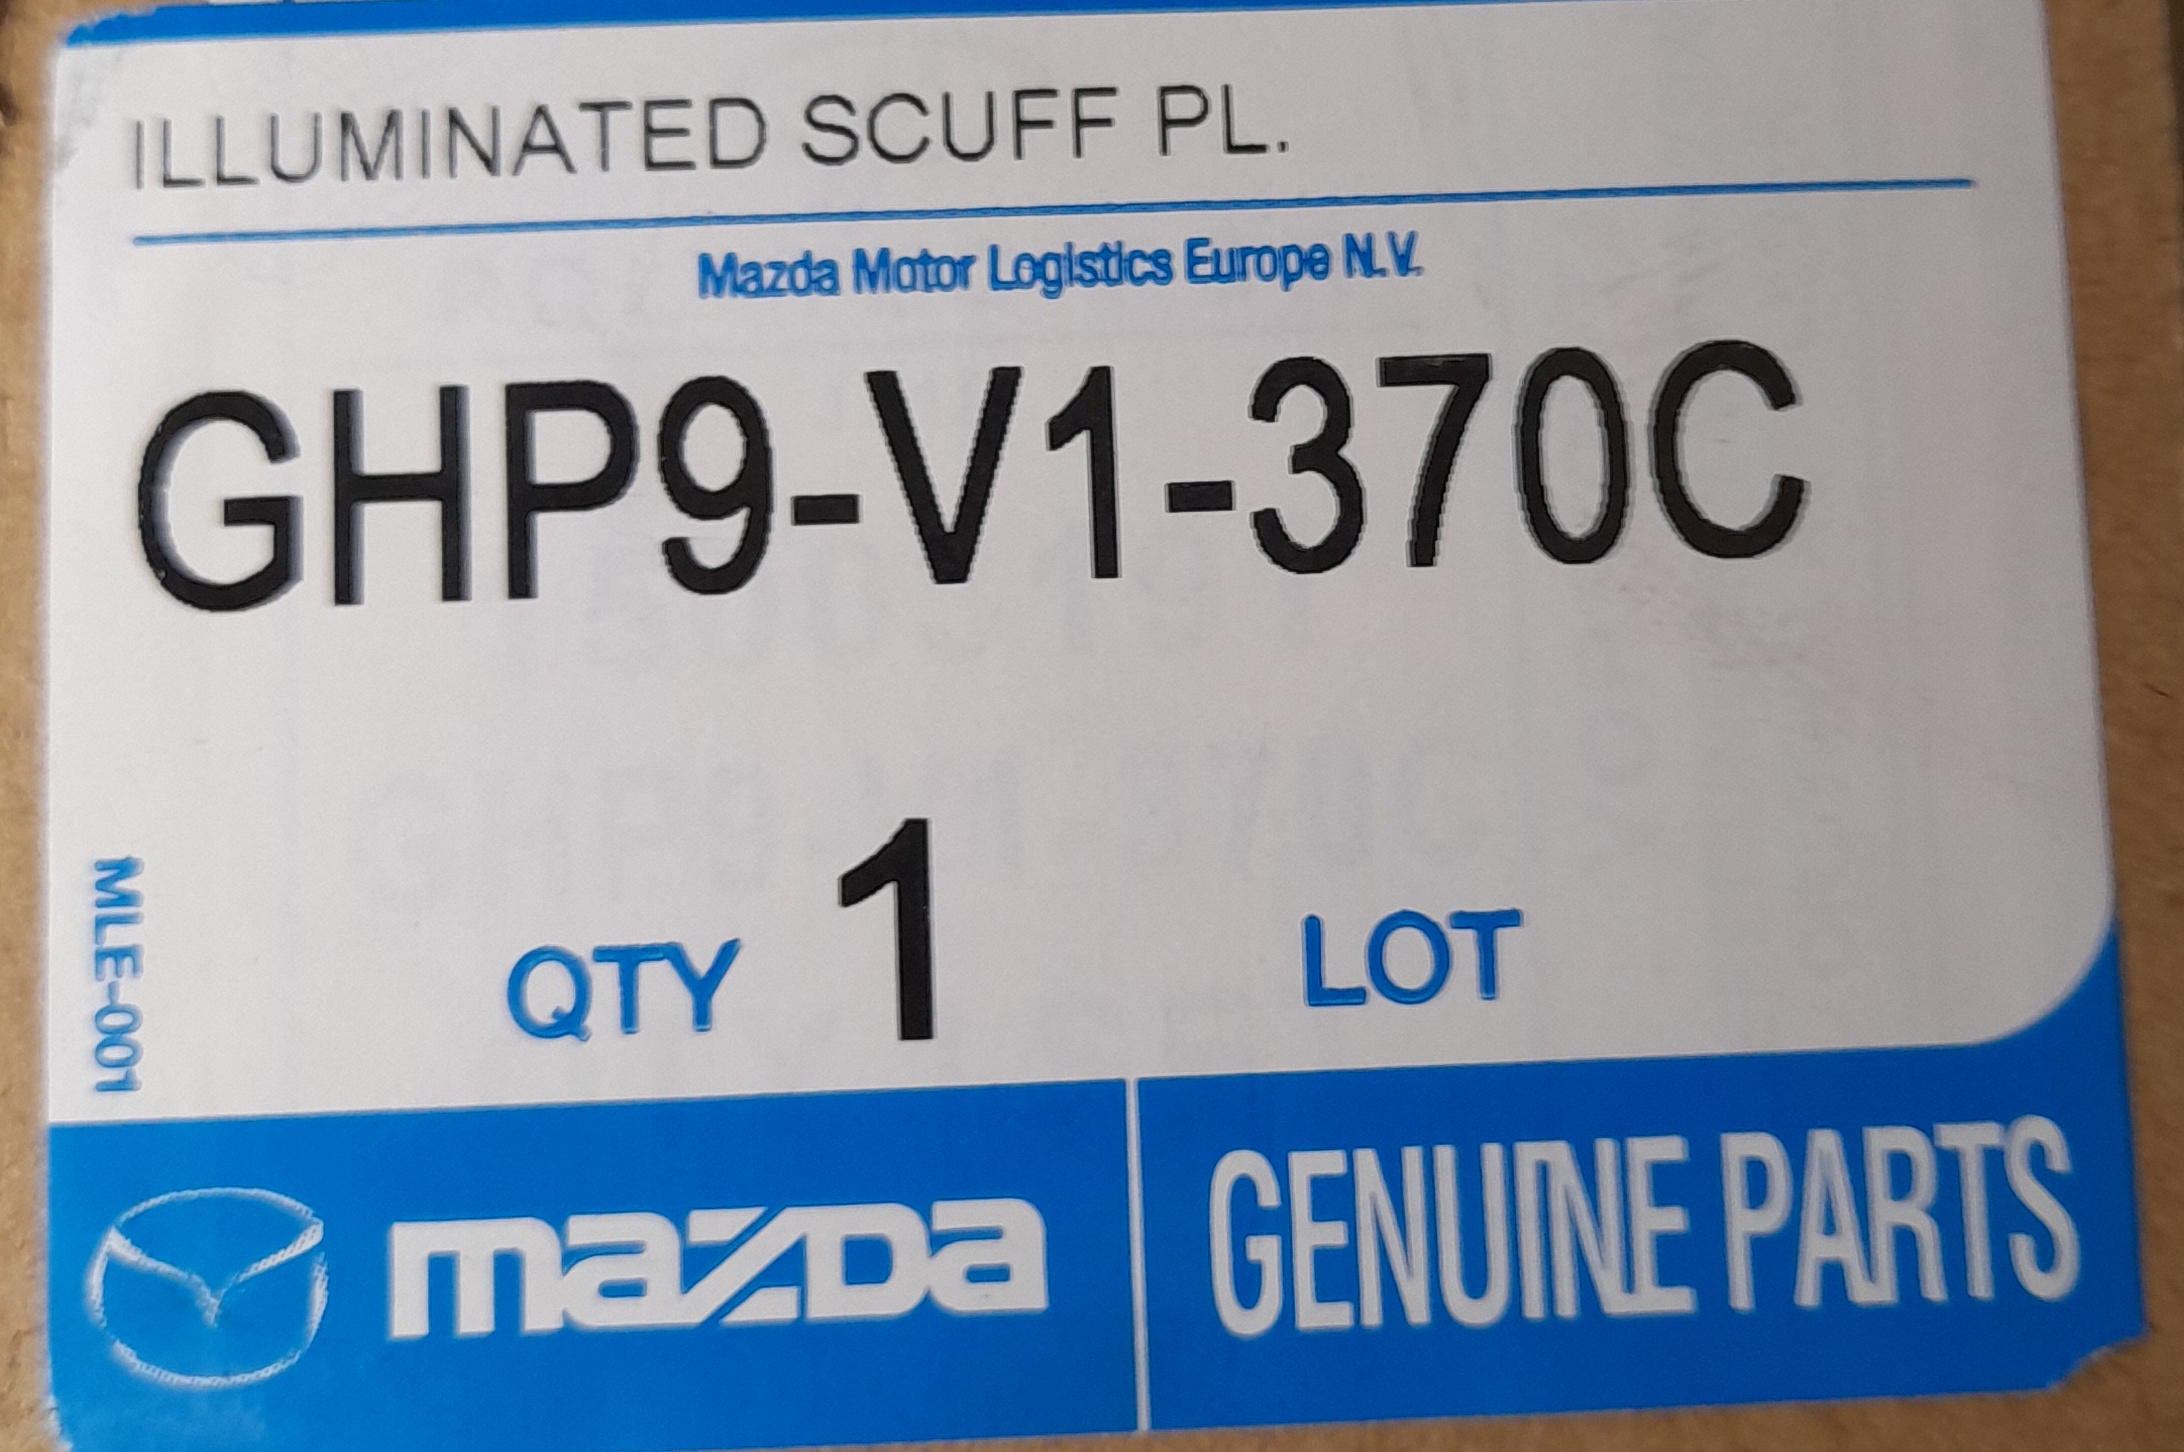 ILLUMINATED SCUFF PL.
Mazda Motor Logistics Europe N.V.
GHP9-V1-370C
MLE-001
QTY 1 LOT
mazda
GENUINE PARTS